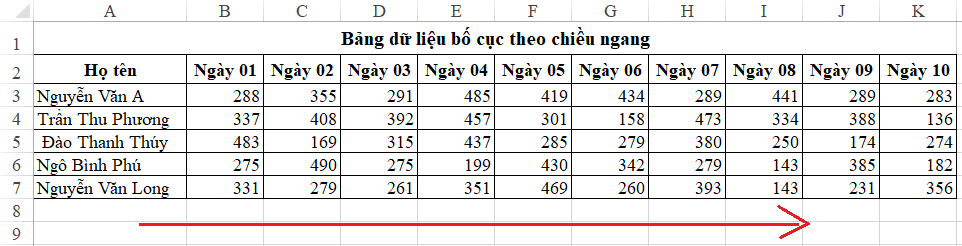 A B C D E F G H I J K
1 Bảng dữ liệu bố cục theo chiều ngang
2 Họ tên Ngày 01 Ngày 02 Ngày 03 Ngày 04 Ngày 05 Ngày 06 Ngày 07 Ngày 08 Ngày 09 Ngày 10
3 Nguyễn Văn A 288 355 291 485 419 434 289 441 289 283
4 Trần Thu Phương 337 408 392 457 301 158 473 334 388 136
5 Đào Thanh Thúy 483 169 315 437 285 279 380 250 174 274
6 Ngô Bình Phú 275 490 275 199 430 342 279 143 385 182
7 Nguyễn Văn Long 331 279 261 351 469 260 393 143 231 356
8
9